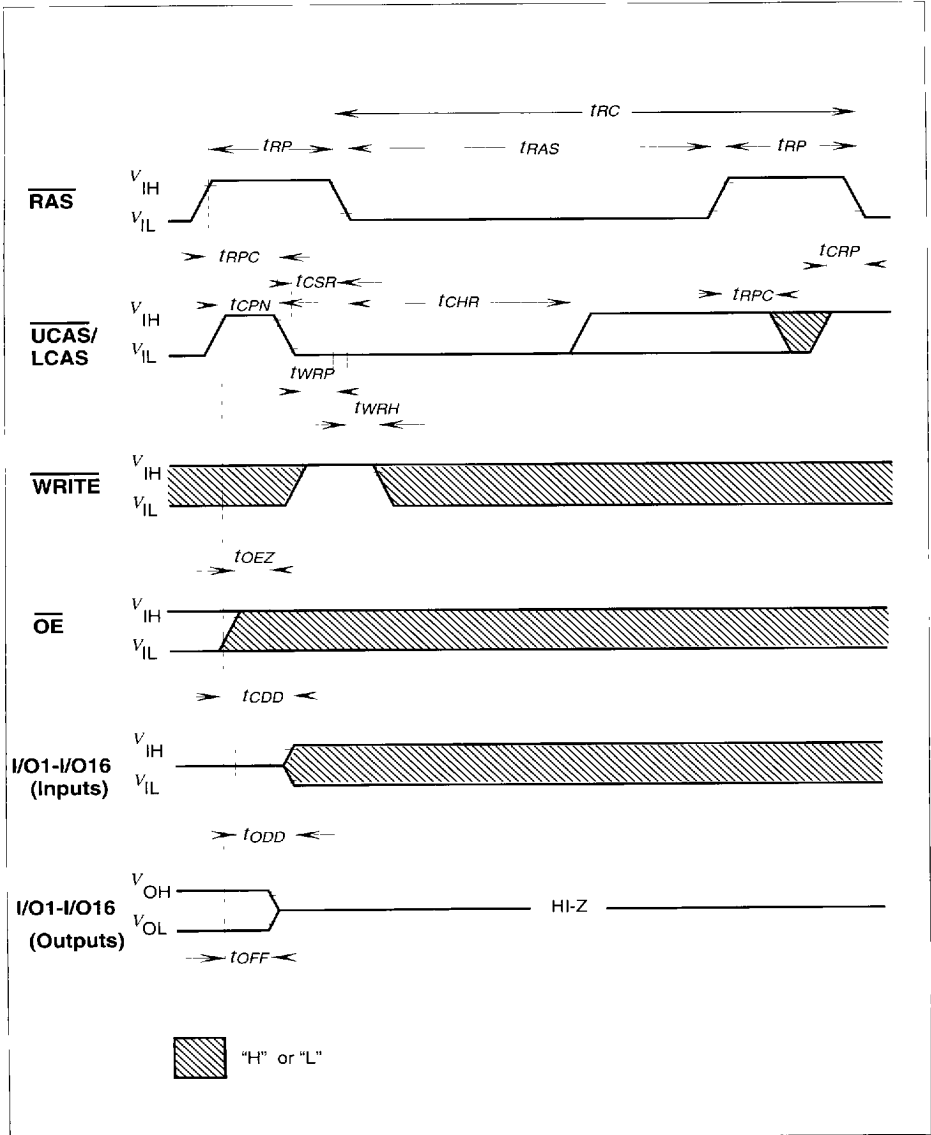 tRC
tRP tRAS tRP
RAS
VIH
VIL
tRPC tCRP
tCSR
tCPN tCHR tRPC
UCAS/
LCAS
VIH
VIL
tWRP
tWRH
WRITE
VIH
VIL
tOEZ
OE
VIH
VIL
tCDD
I/O1-I/O16
(Inputs)
VIH
VIL
tODD
I/O1-I/O16
(Outputs)
VOH
VOL
HI-Z
tOFF
“H” or “L”